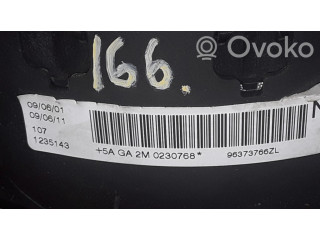 Ovoko
166.
09/06/01
09/06/11
107
1235143
+5A GA 2M 0230768*
96373766ZL
N